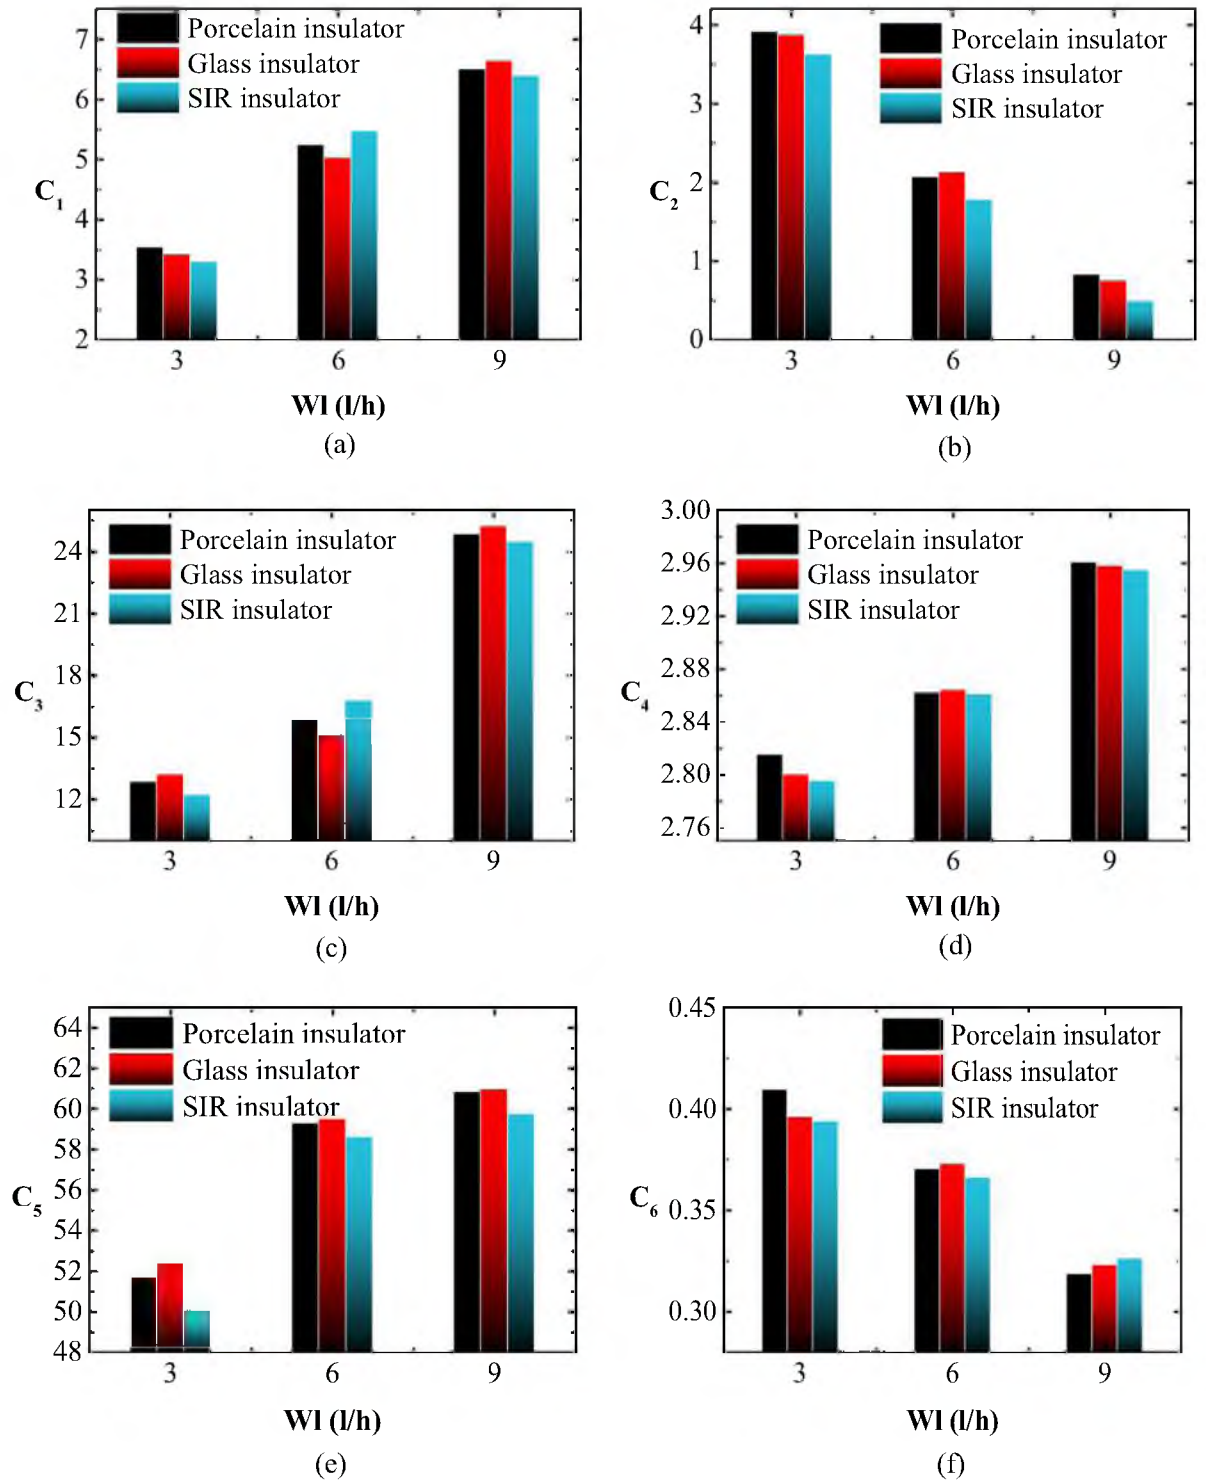 7
6
5
4
3
2
C1
Porcelain insulator
Glass insulator
SIR insulator
3 6 9
Wl (l/h)
(a)
4
3
2
1
0
C2
Porcelain insulator
Glass insulator
SIR insulator
3 6 9
Wl (l/h)
(b)
24
21
18
15
12
C3
Porcelain insulator
Glass insulator
SIR insulator
3 6 9
Wl (l/h)
(c)
3.00
2.96
2.92
2.88
2.84
2.80
2.76
C4
Porcelain insulator
Glass insulator
SIR insulator
3 6 9
Wl (l/h)
(d)
64
62
60
58
56
54
52
50
48
C5
Porcelain insulator
Glass insulator
SIR insulator
3 6 9
Wl (l/h)
(e)
0.45
0.40
0.35
0.30
C6
Porcelain insulator
Glass insulator
SIR insulator
3 6 9
Wl (l/h)
(f)